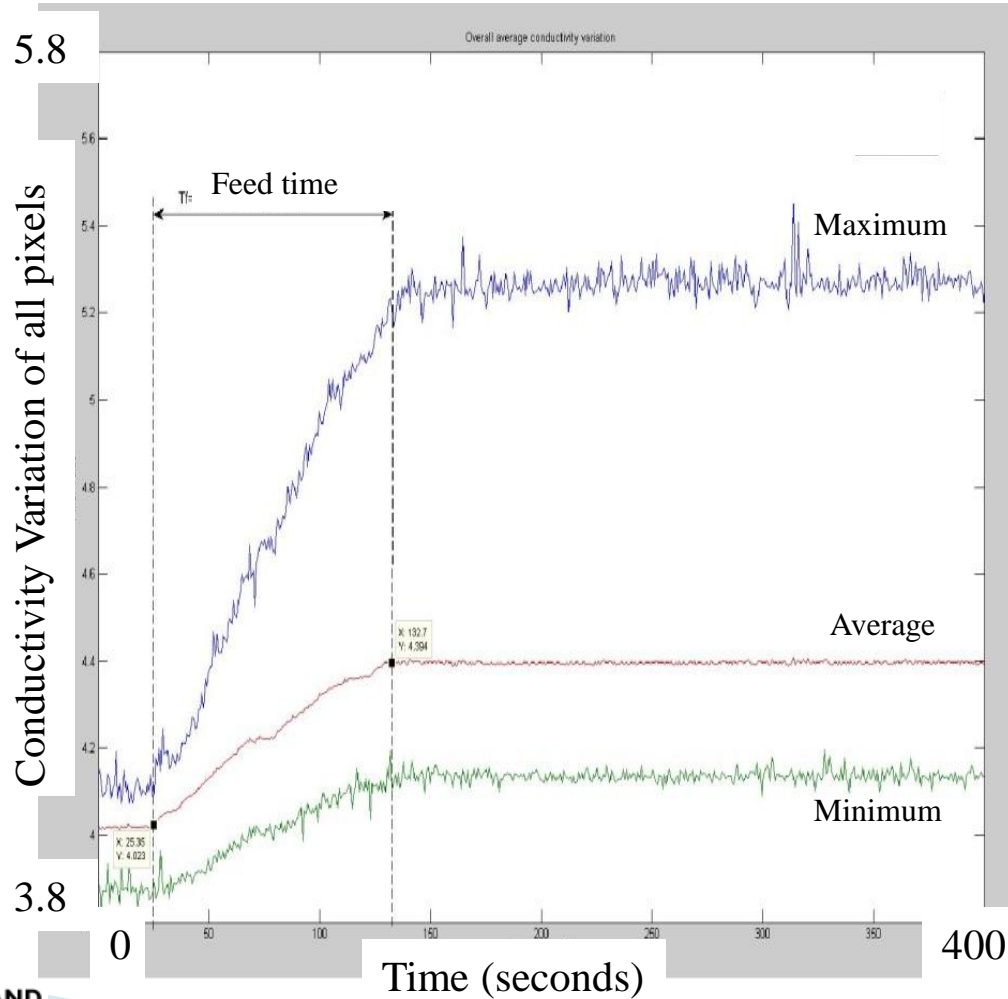 Overall average conductivity variation
5.8
5.6
5.4
5.2
5
4.8
4.6
4.4
4.2
4
3.8
Conductivity Variation of all pixels
Tf=
Feed time
Maximum
X: 132.7
Y: 4.394
Average
X: 25.35
Y: 4.023
Minimum
0
50
100
150
200
250
300
350
400
Time (seconds)
AND